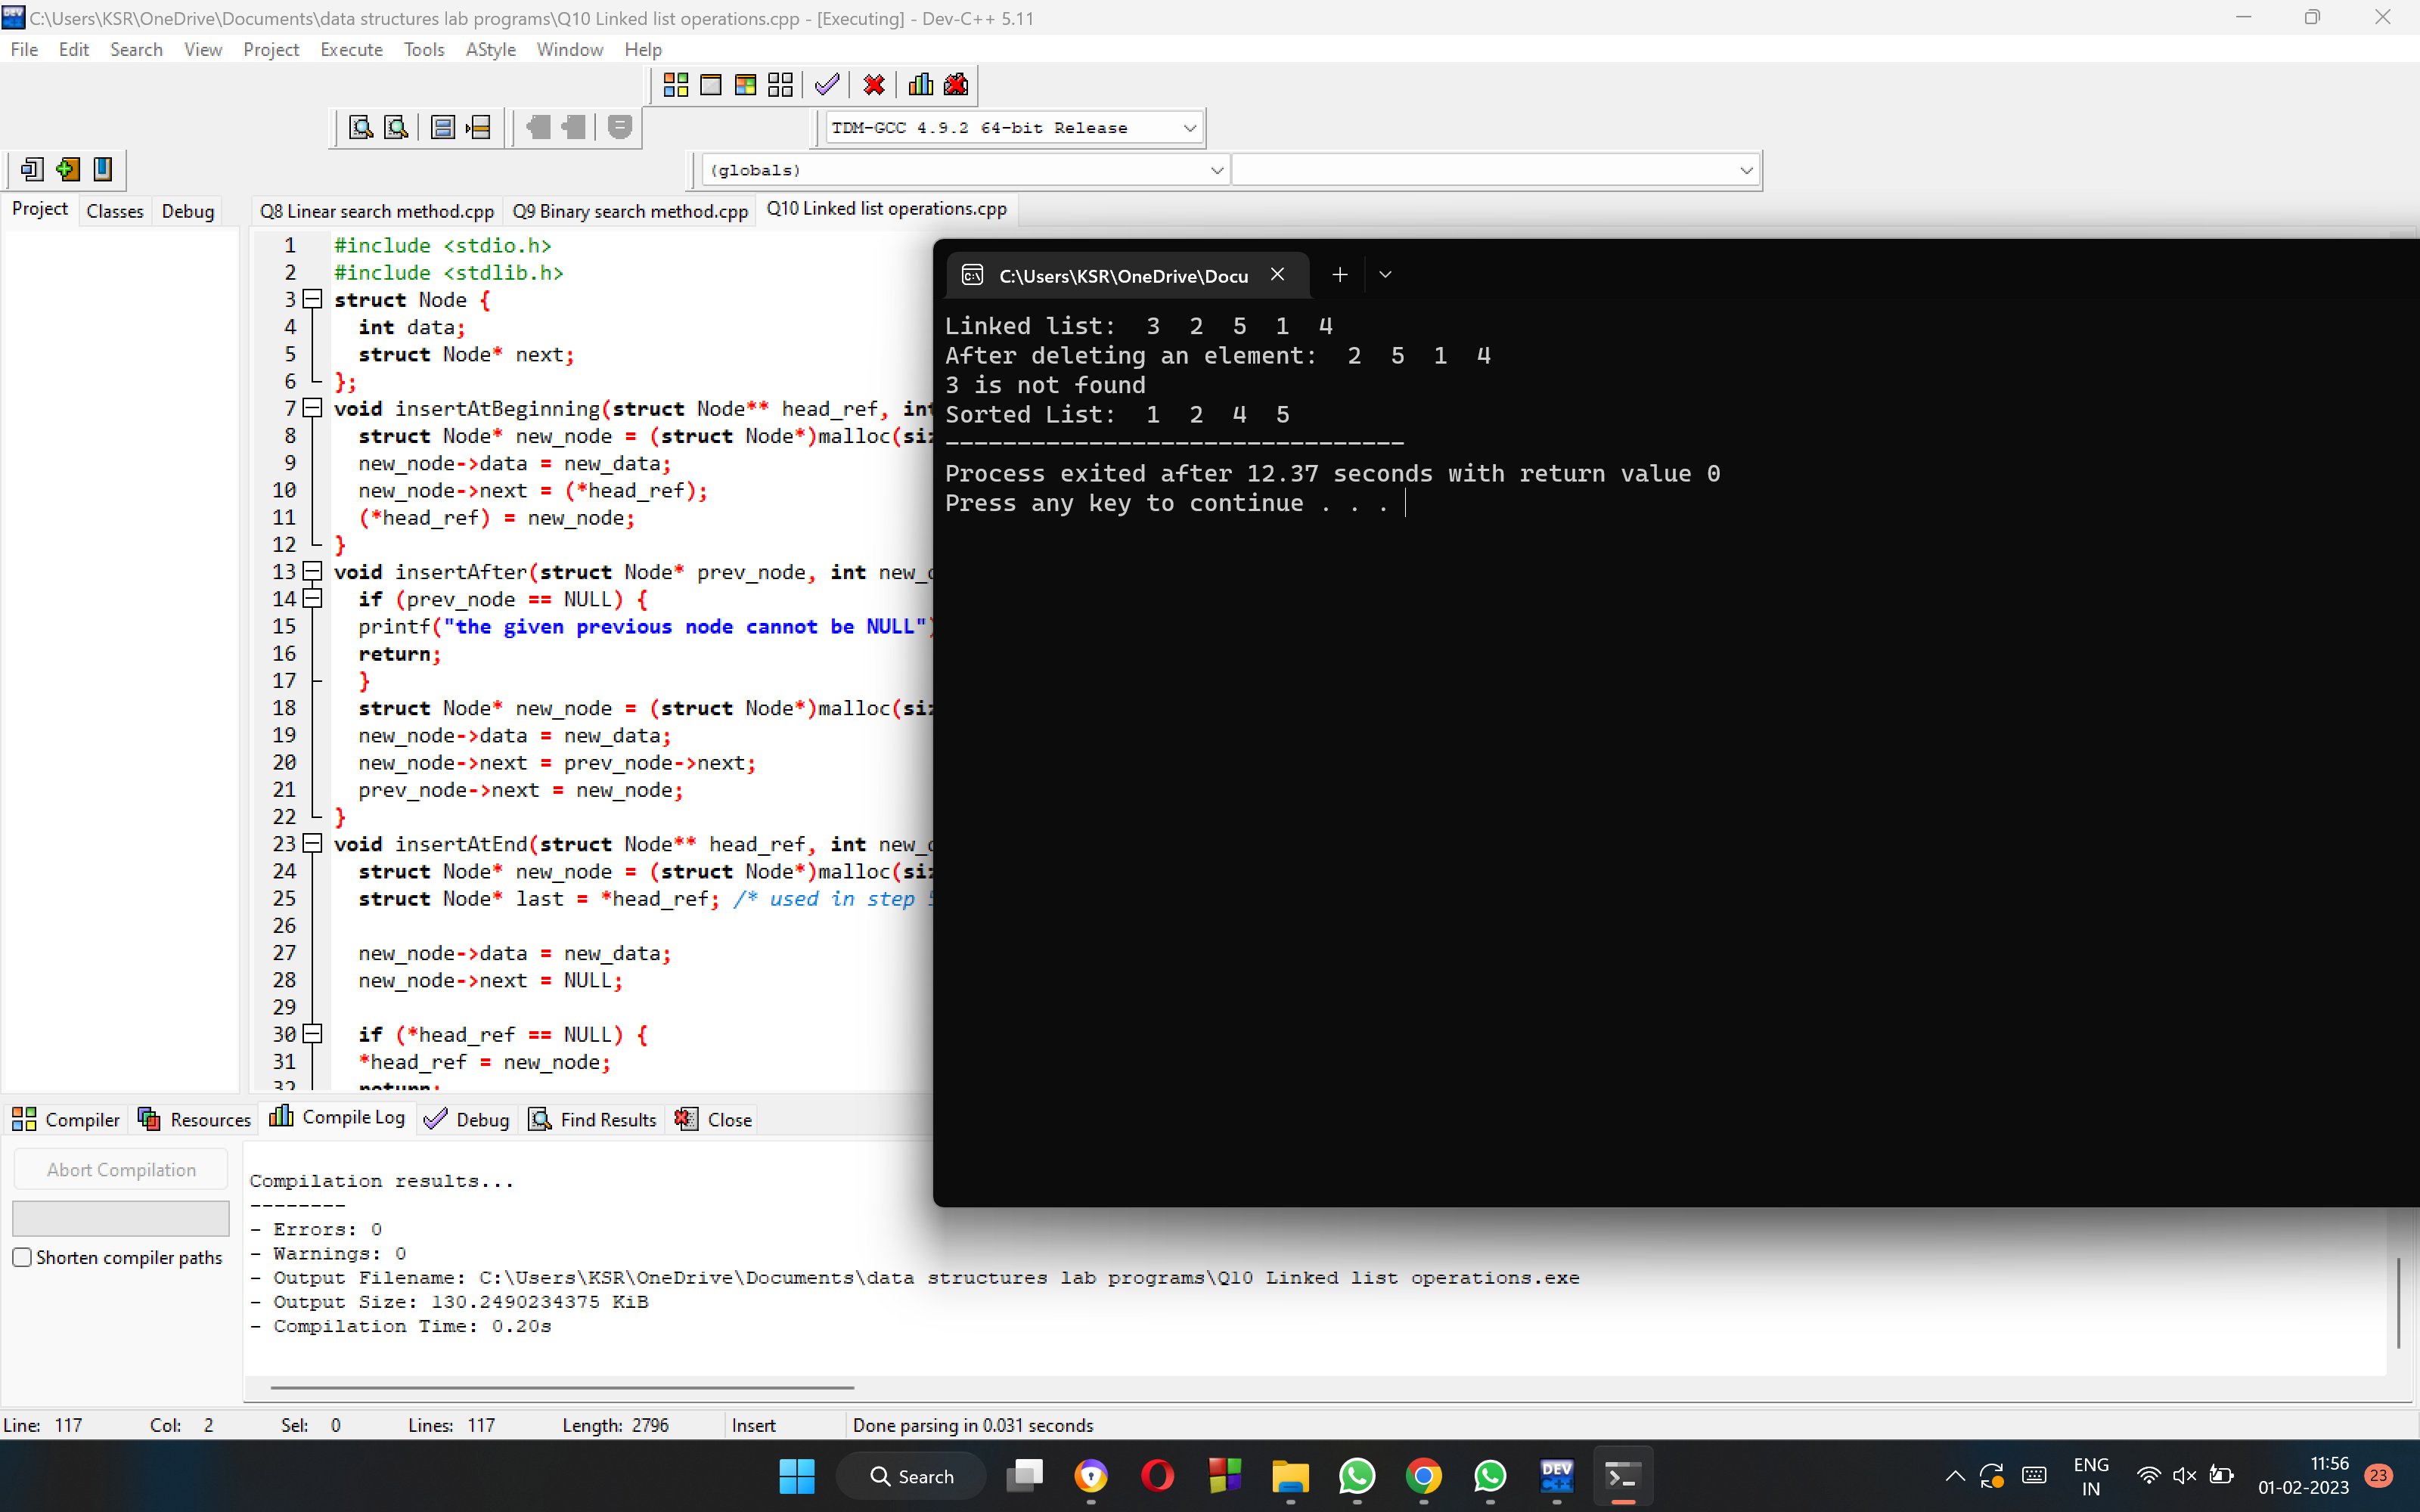 C:\Users\KSR\OneDrive\Documents\data structures lab programs\Q10 Linked list operations.cpp - [Executing] - Dev-C++ 5.11
File Edit Search View Project Execute Tools AStyle Window Help
TDM-GCC 4.9.2 64-bit Release
(globals)
Project Classes Debug
Q8 Linear search method.cpp Q9 Binary search method.cpp Q10 Linked list operations.cpp
1 #include <stdio.h>
2 #include <stdlib.h>
3 struct Node {
4 int data;
5 struct Node* next;
6 };
7 void insertAtBeginning(struct Node** head_ref, int
8 struct Node* new_node = (struct Node*)malloc(siz
9 new_node->data = new_data;
10 new_node->next = (*head_ref);
11 (*head_ref) = new_node;
12 }
13 void insertAfter(struct Node* prev_node, int new_d
14 if (prev_node == NULL) {
15 printf("the given previous node cannot be NULL")
16 return;
17 }
18 struct Node* new_node = (struct Node*)malloc(siz
19 new_node->data = new_data;
20 new_node->next = prev_node->next;
21 prev_node->next = new_node;
22 }
23 void insertAtEnd(struct Node** head_ref, int new_d
24 struct Node* new_node = (struct Node*)malloc(siz
25 struct Node* last = *head_ref; /* used in step 5
26
27 new_node->data = new_data;
28 new_node->next = NULL;
29
30 if (*head_ref == NULL) {
31 *head_ref = new_node;
32 return;
C:\Users\KSR\OneDrive\Docu
Linked list: 3 2 5 1 4
After deleting an element: 2 5 1 4
3 is not found
Sorted List: 1 2 4 5
--------------------------------
Process exited after 12.37 seconds with return value 0
Press any key to continue . . .
Compiler Resources Compile Log Debug Find Results Close
Abort Compilation
Shorten compiler paths
Compilation results...
--------
- Errors: 0
- Warnings: 0
- Output Filename: C:\Users\KSR\OneDrive\Documents\data structures lab programs\Q10 Linked list operations.exe
- Output Size: 130.2490234375 KiB
- Compilation Time: 0.20s
Line: 117 Col: 2 Sel: 0 Lines: 117 Length: 2796 Insert Done parsing in 0.031 seconds
Search
DEV C++
ENG
IN
11:56
01-02-2023
23